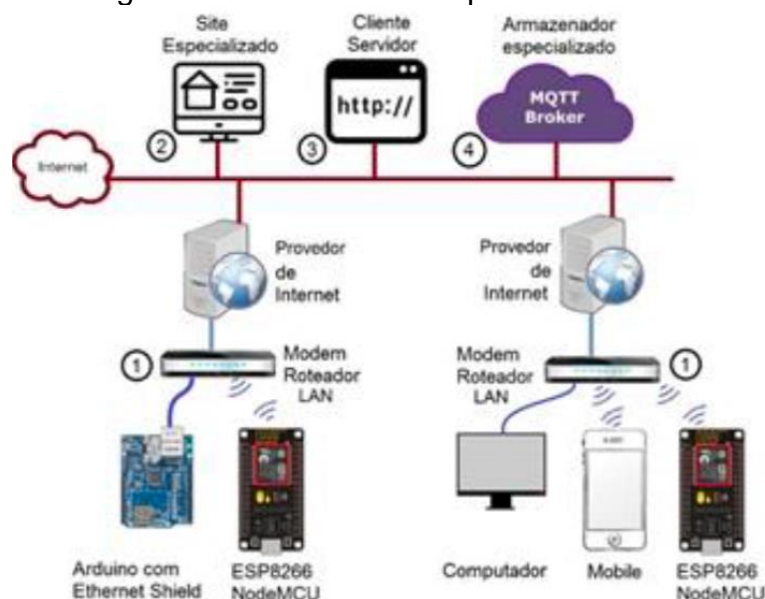 Site
Especializado
Cliente
Servidor
Armazenador
especializado
http://
MQTT
Broker
2
3
4
Internet
Provedor
de
Internet
Provedor
de
Internet
1
Modem
Roteador
LAN
Modem
Roteador
LAN
1
Arduino com
Ethernet Shield
ESP8266
NodeMCU
Computador
Mobile
ESP8266
NodeMCU